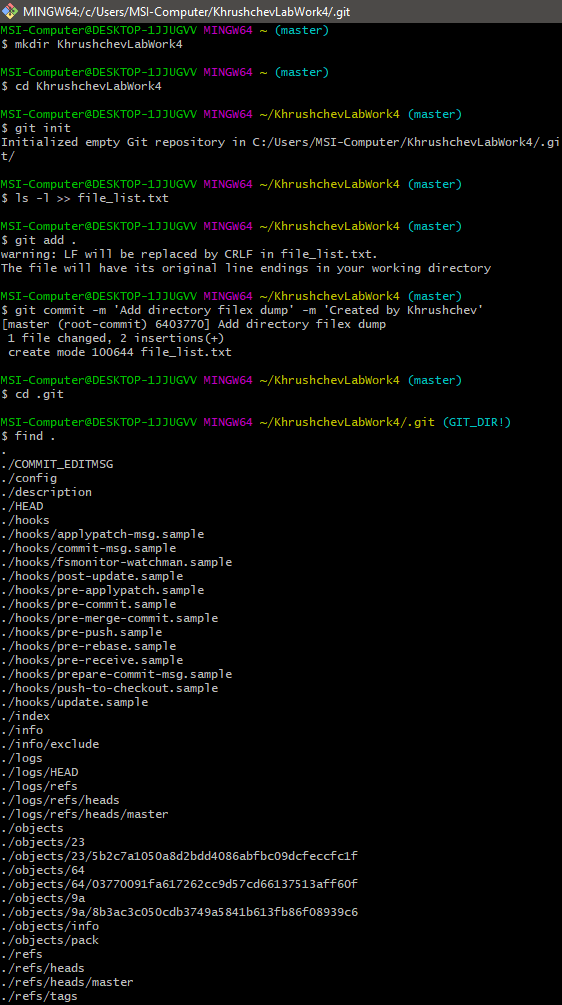 MINGW64:/c/Users/MSI-Computer/KhrushchevLabWork4/.git
MSI-Computer@DESKTOP-1JJUGVV MINGW64 ~ (master)
$ mkdir KhrushchevLabWork4
MSI-Computer@DESKTOP-1JJUGVV MINGW64 ~ (master)
$ cd KhrushchevLabWork4
MSI-Computer@DESKTOP-1JJUGVV MINGW64 ~/KhrushchevLabWork4 (master)
$ git init
Initialized empty Git repository in C:/Users/MSI-Computer/KhrushchevLabWork4/.gi
t/
MSI-Computer@DESKTOP-1JJUGVV MINGW64 ~/KhrushchevLabWork4 (master)
$ ls -l >> file_list.txt
MSI-Computer@DESKTOP-1JJUGVV MINGW64 ~/KhrushchevLabWork4 (master)
$ git add .
warning: LF will be replaced by CRLF in file_list.txt.
The file will have its original line endings in your working directory
MSI-Computer@DESKTOP-1JJUGVV MINGW64 ~/KhrushchevLabWork4 (master)
$ git commit -m 'Add directory filex dump' -m 'Created by Khrushchev'
[master (root-commit) 6403770] Add directory filex dump
 1 file changed, 2 insertions(+)
 create mode 100644 file_list.txt
MSI-Computer@DESKTOP-1JJUGVV MINGW64 ~/KhrushchevLabWork4 (master)
$ cd .git
MSI-Computer@DESKTOP-1JJUGVV MINGW64 ~/KhrushchevLabWork4/.git (GIT_DIR!)
$ find .
.
./COMMIT_EDITMSG
./config
./description
./HEAD
./hooks
./hooks/applypatch-msg.sample
./hooks/commit-msg.sample
./hooks/fsmonitor-watchman.sample
./hooks/post-update.sample
./hooks/pre-applypatch.sample
./hooks/pre-commit.sample
./hooks/pre-merge-commit.sample
./hooks/pre-push.sample
./hooks/pre-rebase.sample
./hooks/pre-receive.sample
./hooks/prepare-commit-msg.sample
./hooks/push-to-checkout.sample
./hooks/update.sample
./index
./info
./info/exclude
./logs
./logs/HEAD
./logs/refs
./logs/refs/heads
./logs/refs/heads/master
./objects
./objects/23
./objects/23/5b2c7a1050a8d2bdd4086abfbc09dcfeccfc1f
./objects/64
./objects/64/03770091fa617262cc9d57cd66137513aff60f
./objects/9a
./objects/9a/8b3ac3c050cdb3749a5841b613fb86f08939c6
./objects/info
./objects/pack
./refs
./refs/heads
./refs/heads/master
./refs/tags